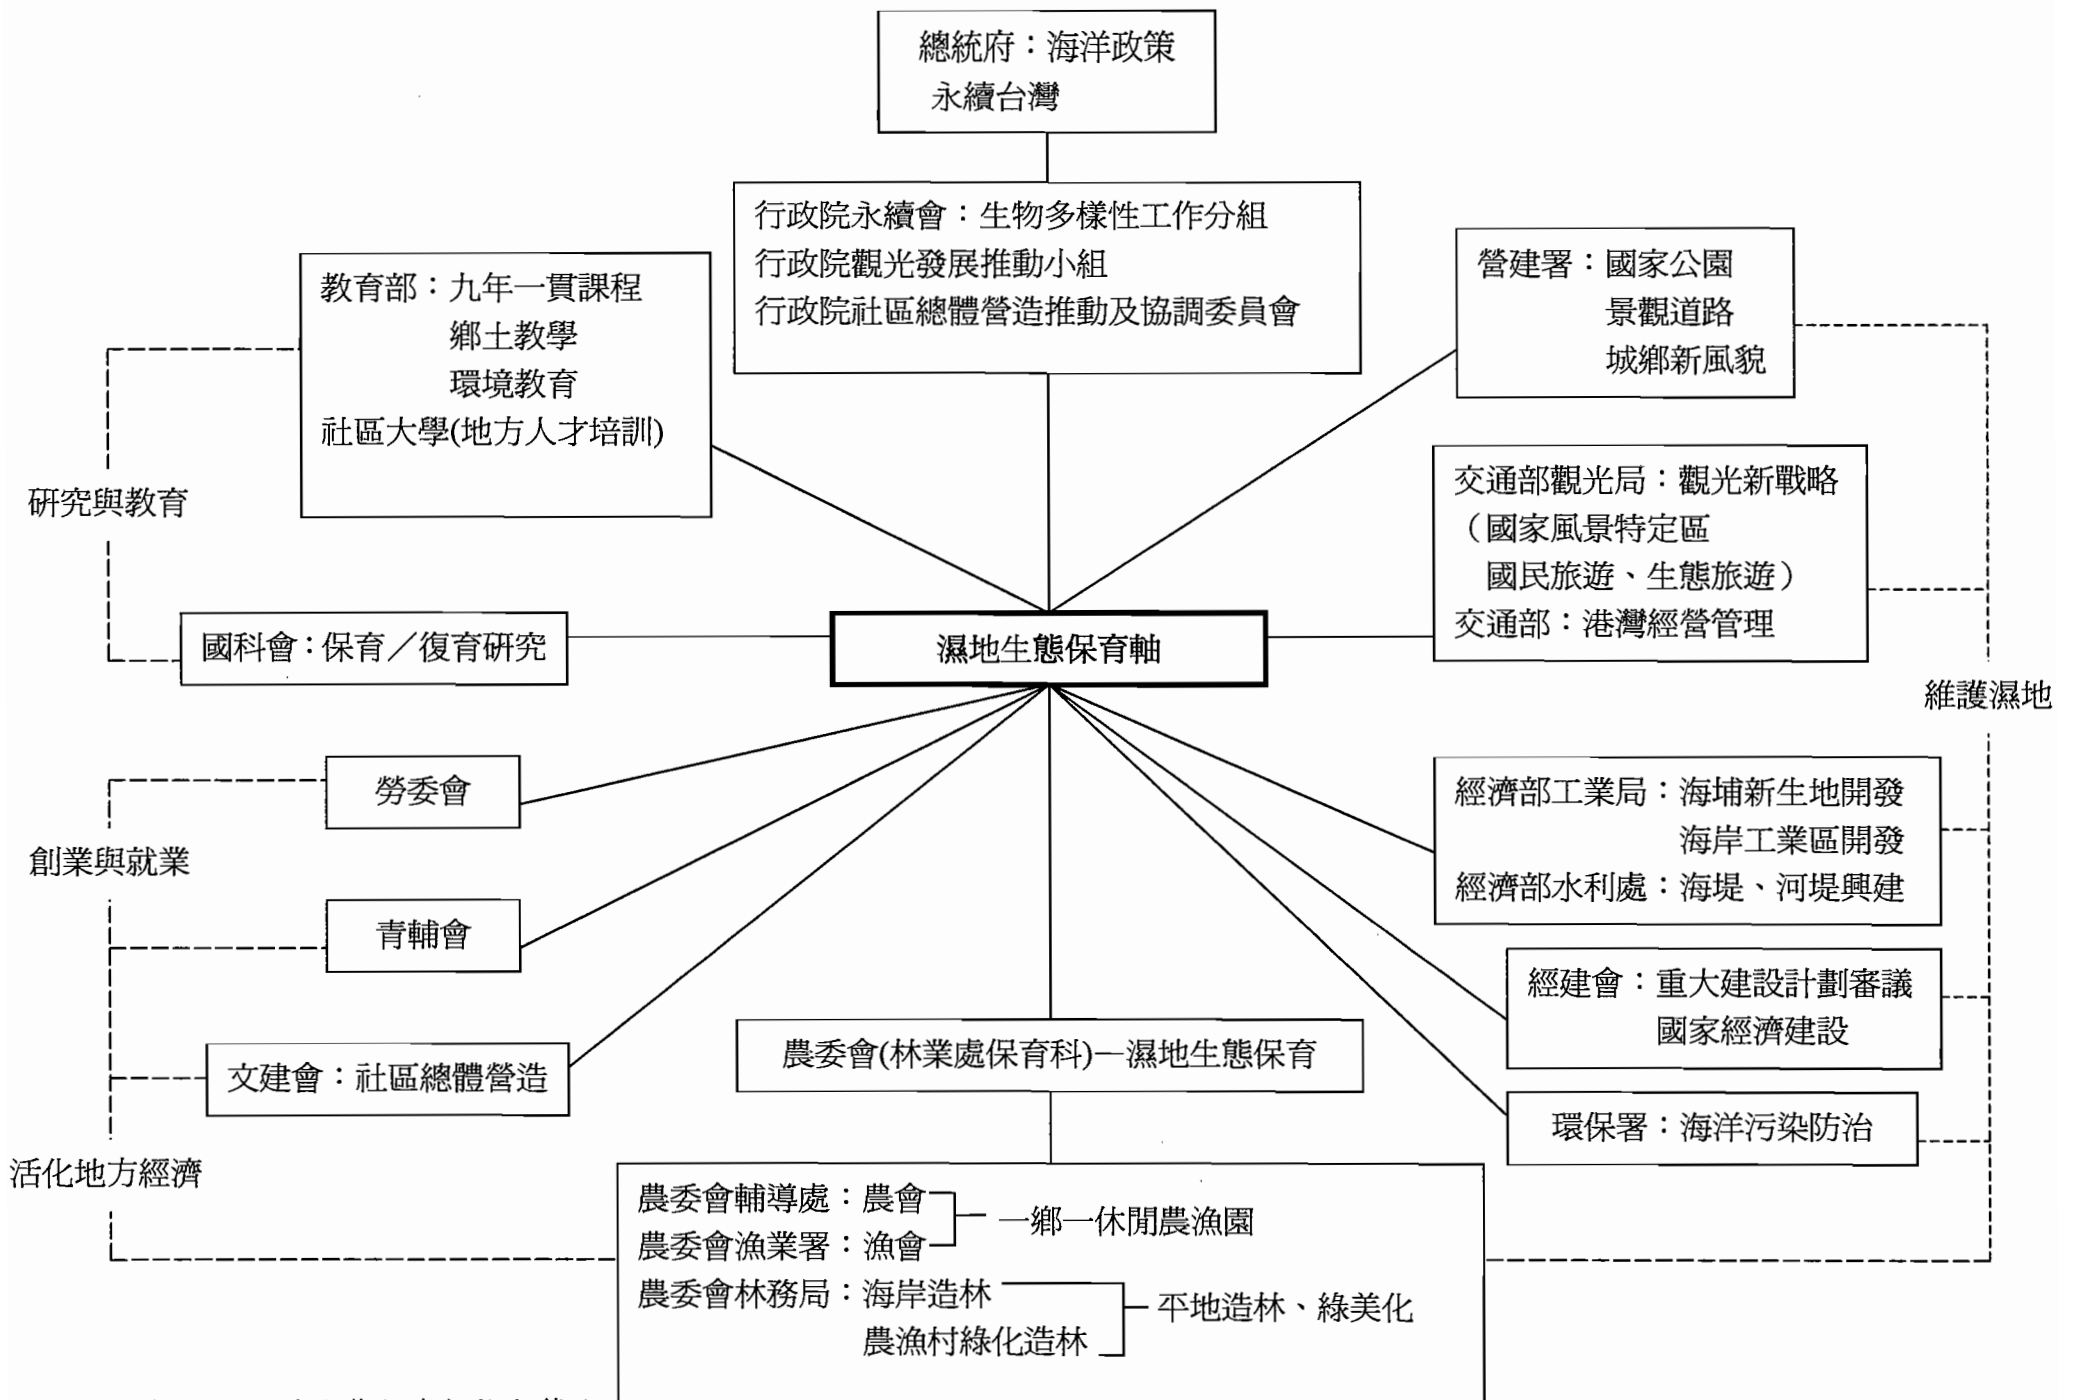 總統府：海洋政策
永續台灣
行政院永續會：生物多樣性工作分組
行政院觀光發展推動小組
行政院社區總體營造推動及協調委員會
教育部：九年一貫課程
鄉土教學
環境教育
社區大學(地方人才培訓)
營建署：國家公園
景觀道路
城鄉新風貌
交通部觀光局：觀光新戰略
（國家風景特定區
國民旅遊、生態旅遊）
交通部：港灣經營管理
研究與教育
國科會：保育／復育研究
濕地生態保育軸
維護濕地
勞委會
創業與就業
青輔會
文建會：社區總體營造
活化地方經濟
經濟部工業局：海埔新生地開發
海岸工業區開發
經濟部水利處：海堤、河堤興建
經建會：重大建設計劃審議
國家經濟建設
環保署：海洋污染防治
農委會(林業處保育科)—濕地生態保育
農委會輔導處：農會
農委會漁業署：漁會
一鄉一休閒農漁園
農委會林務局：海岸造林
農漁村綠化造林
平地造林、綠美化